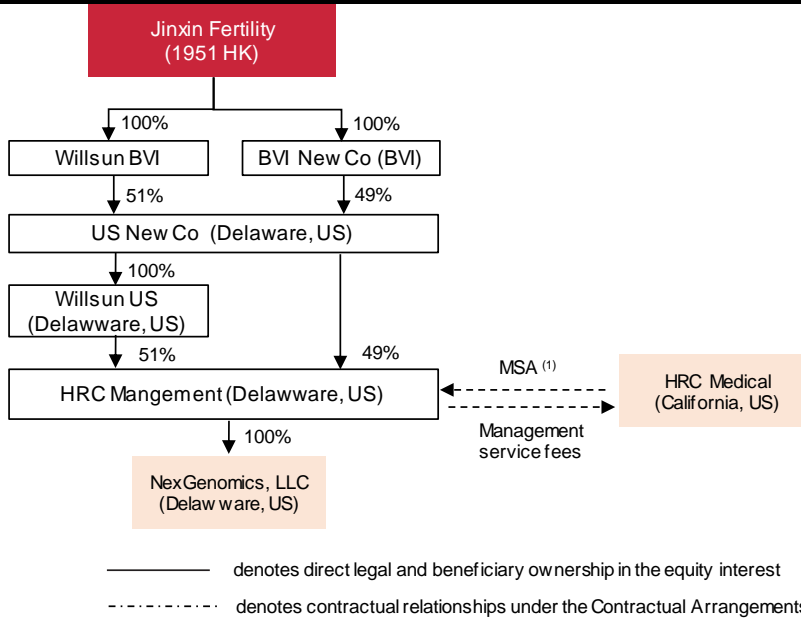 Jinxin Fertility
(1951 HK)
100%
100%
Willsun BVI
BVI New Co (BVI)
51%
49%
US New Co (Delaware, US)
100%
Willsun US
(Delawware, US)
51%
49%
MSA (1)
HRC Mangement (Delawware, US)
HRC Medical
(California, US)
Management
service fees
100%
NexGenomics, LLC
(Delawware, US)
denotes direct legal and beneficiary ownership in the equity interest
denotes contractual relationships under the Contractual Arrangements